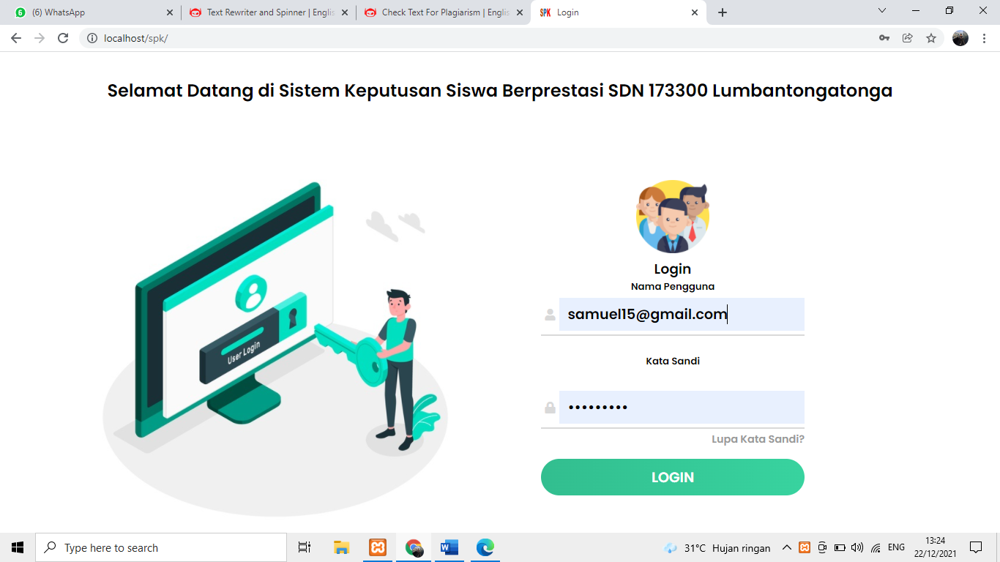 (6) WhatsApp
Text Rewriter and Spinner | Englis
Check Text For Plagiarism | Englis
SPK Login
localhost/spk/
Selamat Datang di Sistem Keputusan Siswa Berprestasi SDN 173300 Lumbantongatonga
User Login
Login
Nama Pengguna
samuel15@gmail.com
Kata Sandi
Lupa Kata Sandi?
LOGIN
Type here to search
31°C Hujan ringan
ENG
13:24
22/12/2021